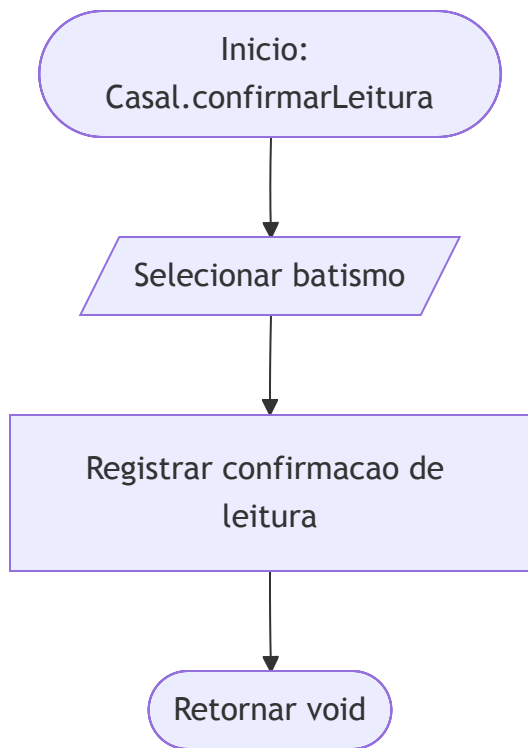 Inicio:
Casal.confirmarLeitura
Selecionar batismo
Registrar confirmacao de
leitura
Retornar void